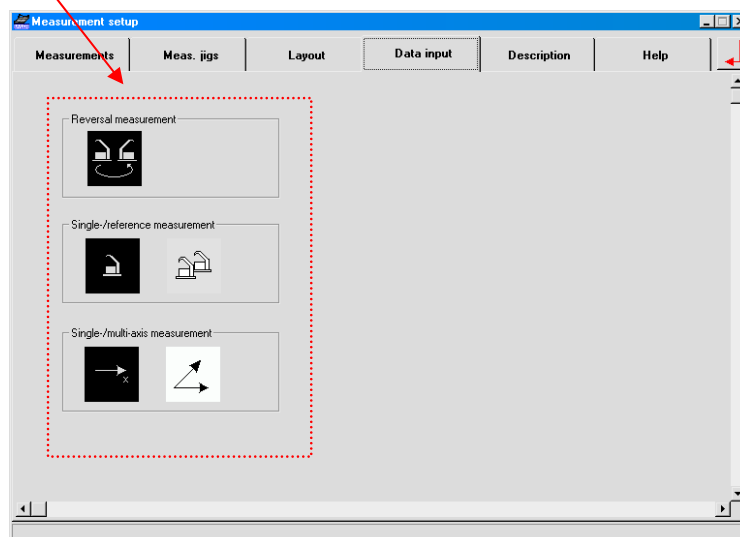 Measurement setup
Measurements Meas. jigs Layout Data input Description Help
Reversal measurement
Single-/reference measurement
Single-/multi-axis measurement
x